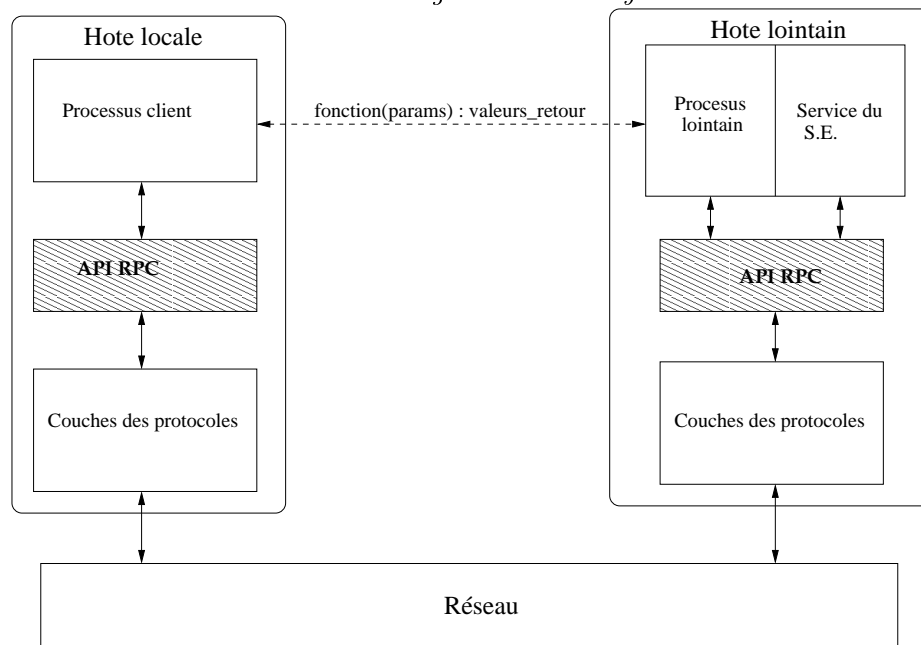 Hote locale
Hote lointain
Processus client
fonction(params) : valeurs_retour
Procesus
lointain
Service du
S.E.
API RPC
API RPC
Couches des protocoles
Couches des protocoles
Réseau